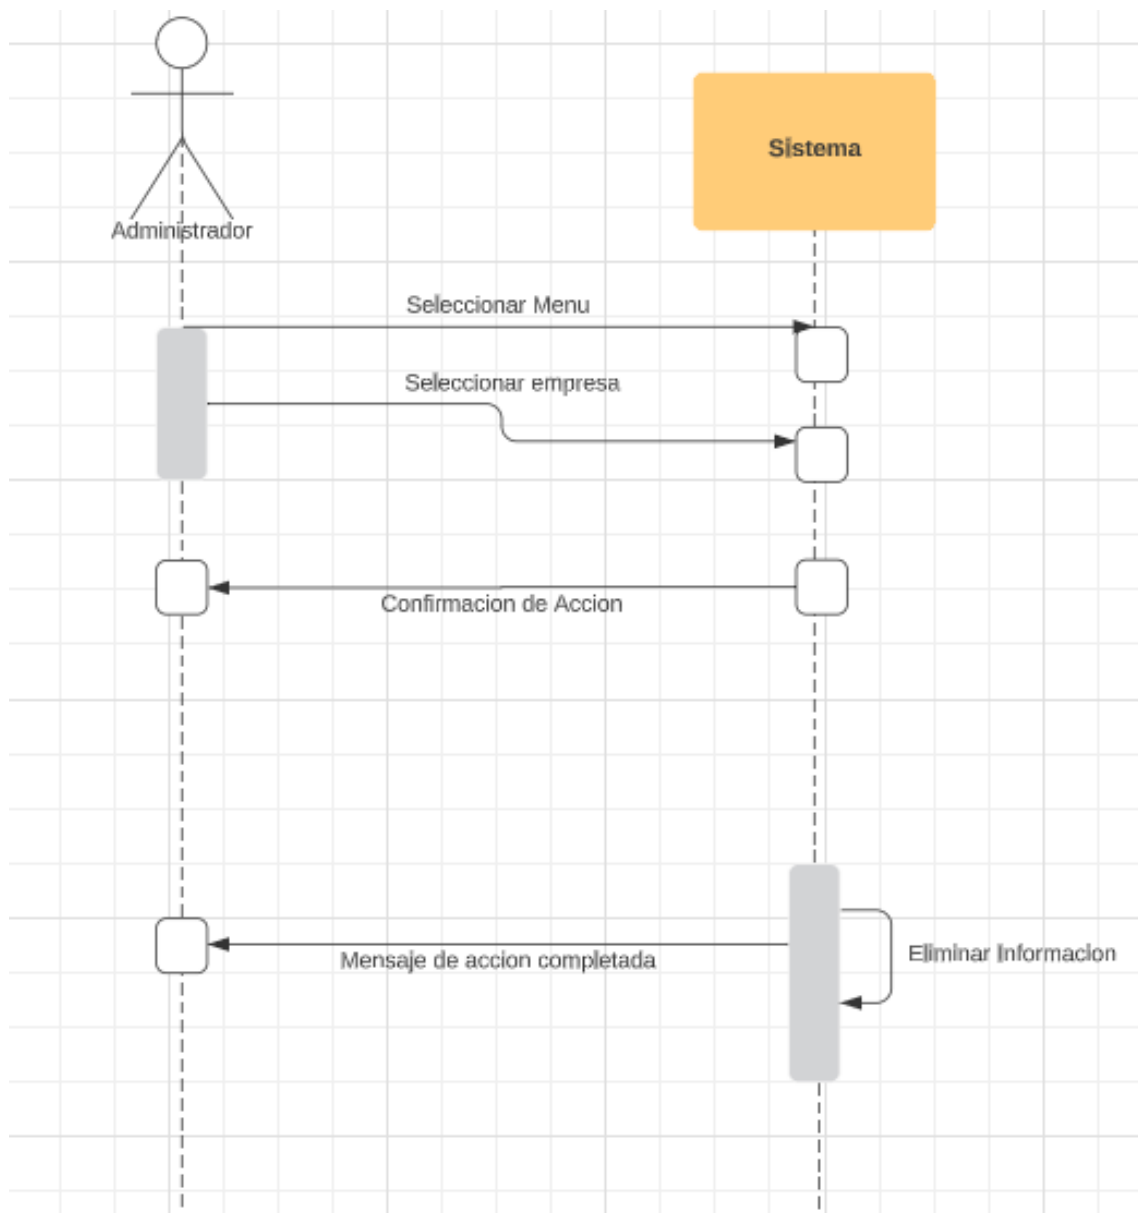 Sistema
Administrador
Seleccionar Menu
Seleccionar empresa
Confirmacion de Accion
Mensaje de accion completada
Eliminar Informacion